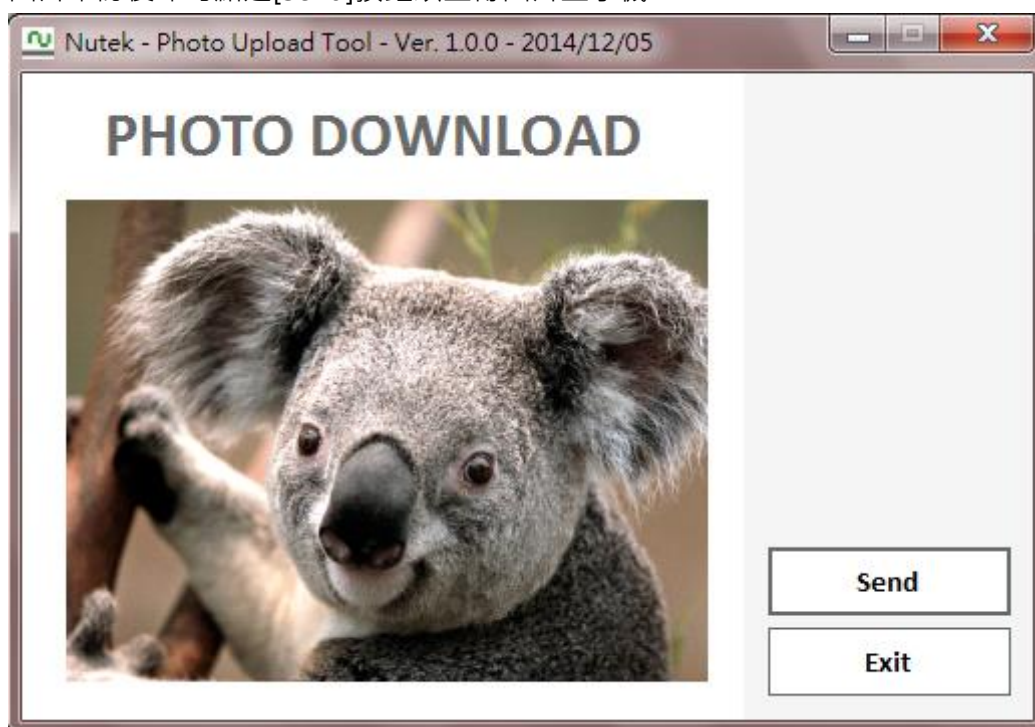 Nutek - Photo Upload Tool - Ver. 1.0.0 - 2014/12/05
PHOTO DOWNLOAD
Send
Exit